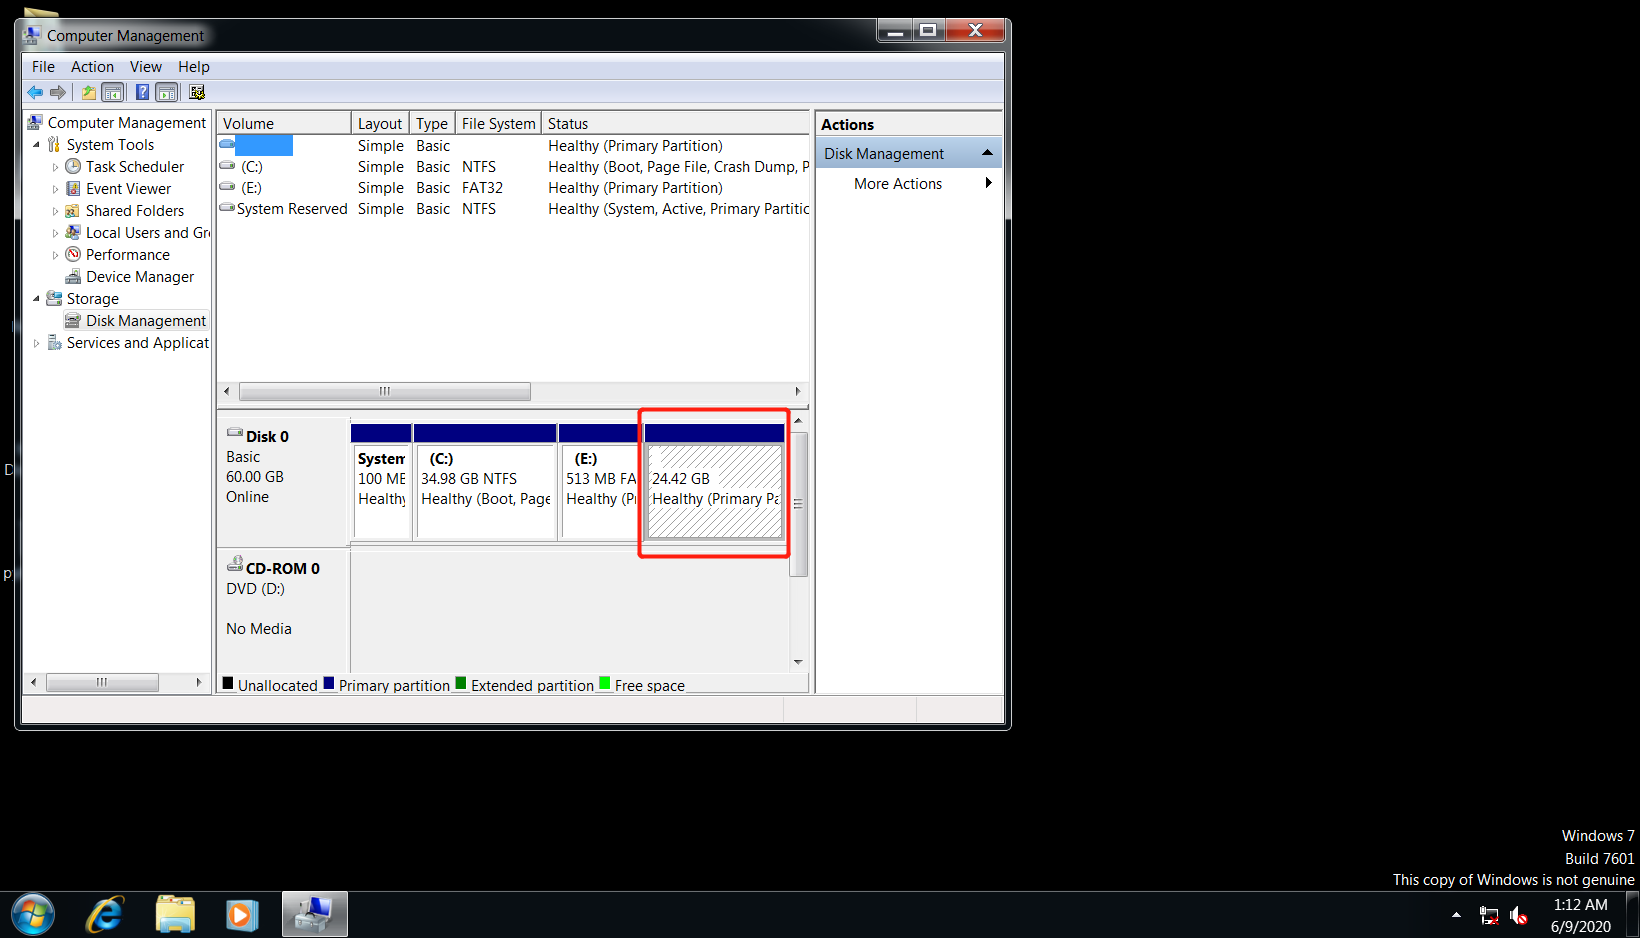 Computer Management
File Action View Help
Computer Management
System Tools
Task Scheduler
Event Viewer
Shared Folders
Local Users and Gr
Performance
Device Manager
Storage
Disk Management
Services and Applicat
Volume Layout Type File System Status
Simple Basic Healthy (Primary Partition)
(C:) Simple Basic NTFS Healthy (Boot, Page File, Crash Dump, P
(E:) Simple Basic FAT32 Healthy (Primary Partition)
System Reserved Simple Basic NTFS Healthy (System, Active, Primary Partitic
Actions
Disk Management
More Actions
Disk 0
Basic
60.00 GB
Online
System
100 ME
Healthy
(C:)
34.98 GB NTFS
Healthy (Boot, Page
(E:)
513 MB FA
Healthy (P
24.42 GB
Healthy (Primary Pa
CD-ROM 0
DVD (D:)
No Media
Unallocated Primary partition Extended partition Free space
D
p
Windows 7
Build 7601
This copy of Windows is not genuine
1:12 AM
6/9/2020